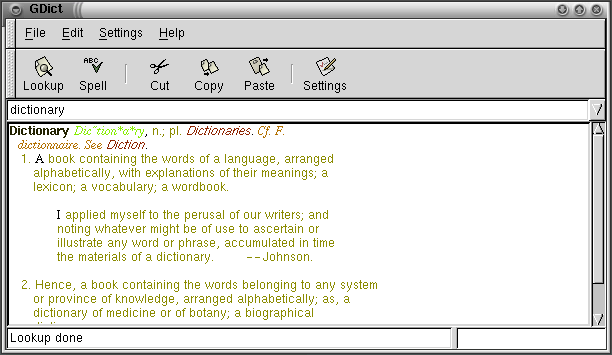 GDict
File Edit Settings Help
ABC
Lookup Spell Cut Copy Paste Settings
dictionary
Dictionary Dic"tion*a*ry, n.; pl. Dictionaries. Cf. F.
dictionnaire. See Diction.
1. A book containing the words of a language, arranged
alphabetically, with explanations of their meanings; a
lexicon; a vocabulary; a wordbook.
I applied myself to the perusal of our writers; and
noting whatever might be of use to ascertain or
illustrate any word or phrase, accumulated in time
the materials of a dictionary. --Johnson.
2. Hence, a book containing the words belonging to any system
or province of knowledge, arranged alphabetically; as, a
dictionary of medicine or of botany; a biographical
Lookup done